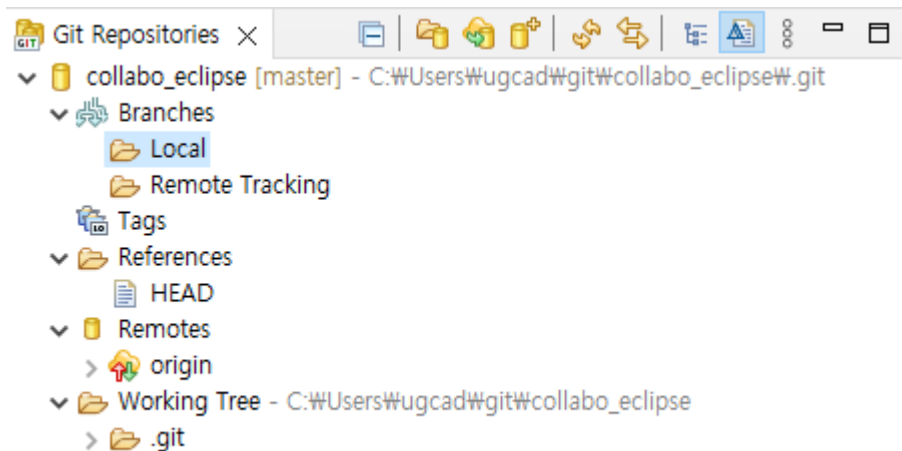 Git Repositories
collabo_eclipse [master] - C:₩Users₩ugcad₩git₩collabo_eclipse₩.git
Branches
Local
Remote Tracking
Tags
References
HEAD
Remotes
origin
Working Tree - C:₩Users₩ugcad₩git₩collabo_eclipse
.git